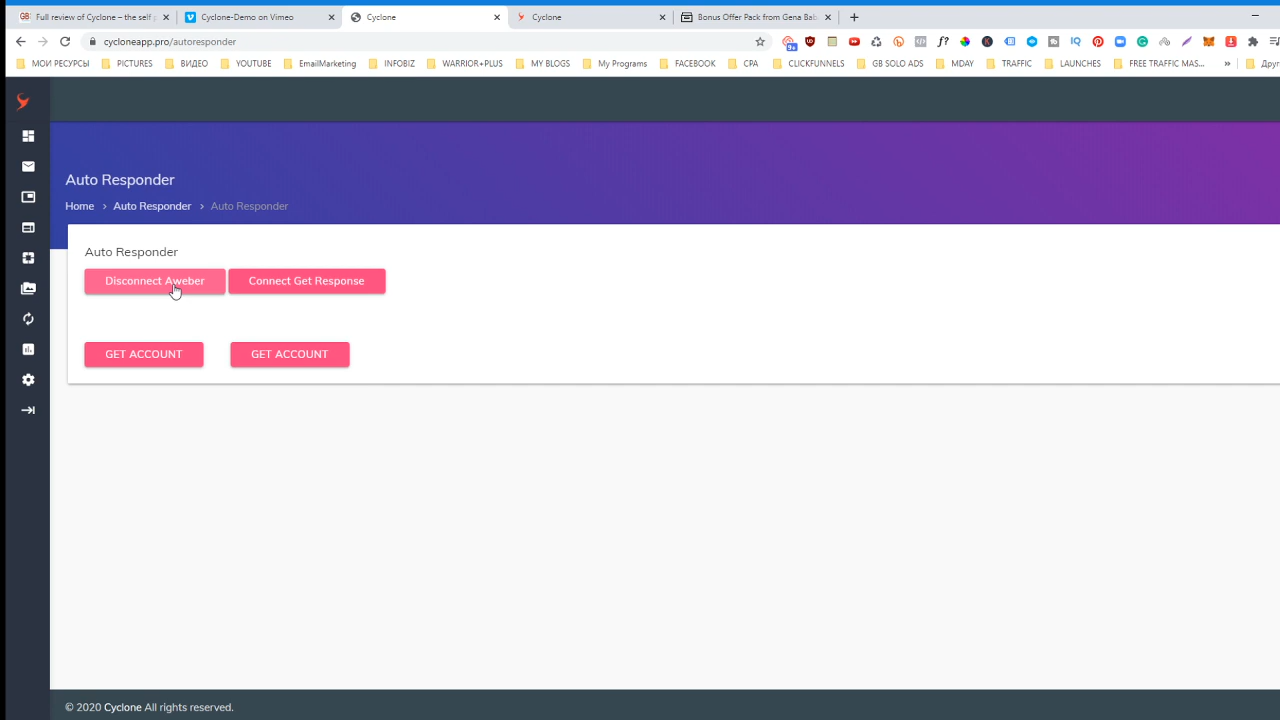 Full review of Cyclone – the self p
Cyclone-Demo on Vimeo
Cyclone
Cyclone
Bonus Offer Pack from Gena Bab
cycloneapp.pro/autoresponder
МОИ РЕСУРСЫ
PICTURES
ВИДЕО
YOUTUBE
EmailMarketing
INFOBIZ
WARRIOR+PLUS
MY BLOGS
My Programs
FACEBOOK
CPA
CLICKFUNNELS
GB SOLO ADS
MDAY
TRAFFIC
LAUNCHES
FREE TRAFFIC MAS...
Друг
Auto Responder
Home > Auto Responder > Auto Responder
Auto Responder
Disconnect Aweber
Connect Get Response
GET ACCOUNT
GET ACCOUNT
© 2020 Cyclone All rights reserved.